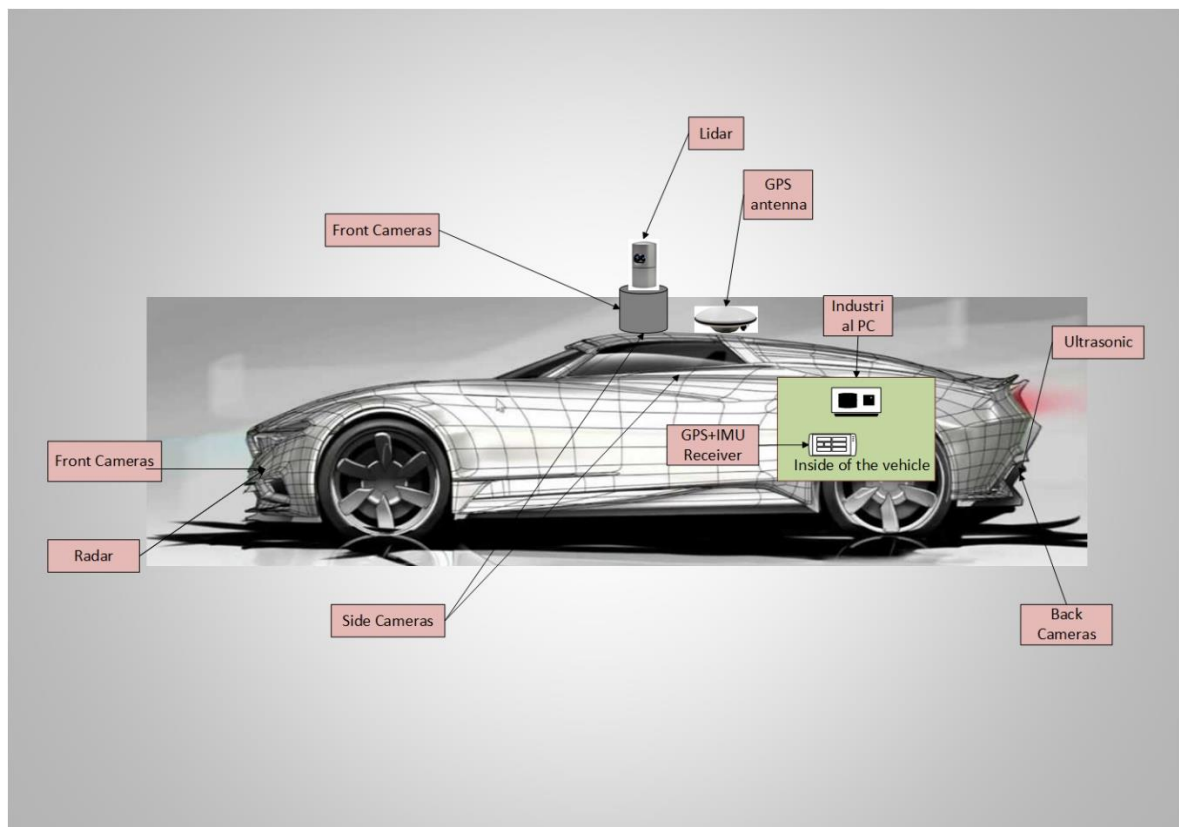 Lidar
GPS
antenna
Front Cameras
Industri
al PC
Ultrasonic
GPS+IMU
Receiver
Inside of the vehicle
Front Cameras
Radar
Side Cameras
Back
Cameras